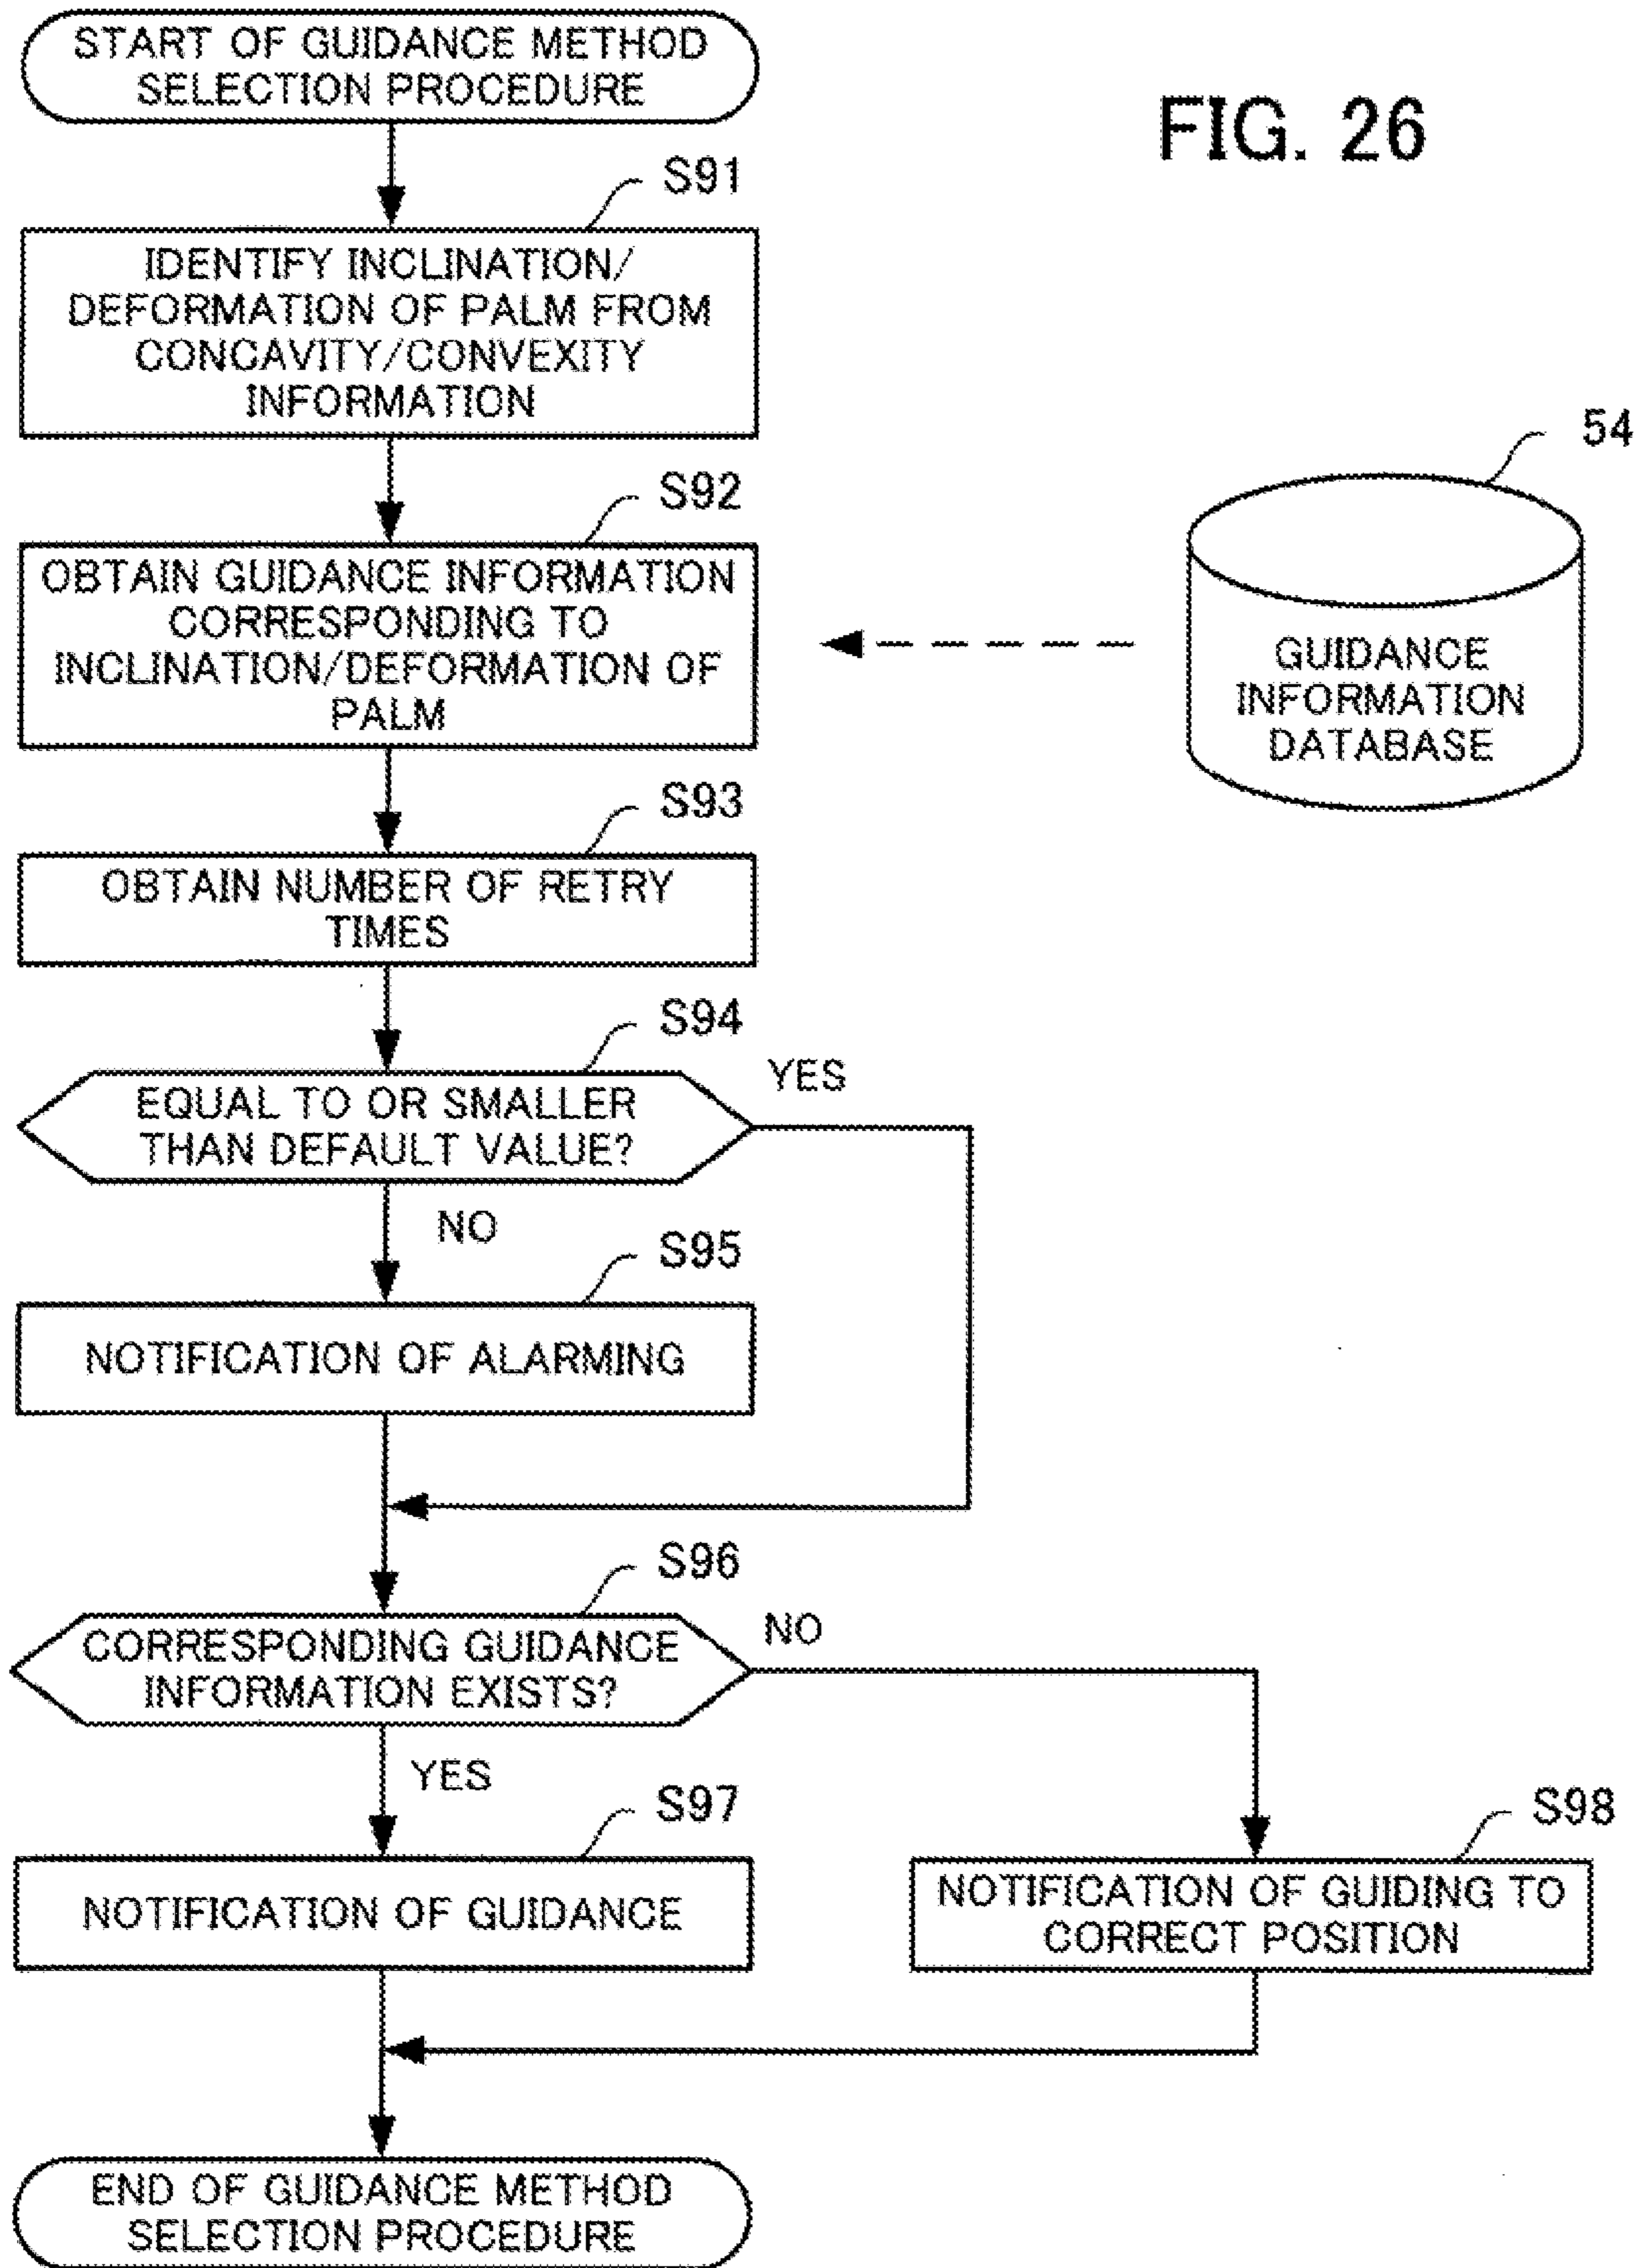 START OF GUIDANCE METHOD
SELECTION PROCEDURE
FIG. 26
S91
IDENTIFY INCLINATION/
DEFORMATION OF PALM FROM
CONCAVITY/CONVEXITY
INFORMATION
54
S92
OBTAIN GUIDANCE INFORMATION
CORRESPONDING TO
INCLINATION/DEFORMATION OF
PALM
GUIDANCE
INFORMATION
DATABASE
S93
OBTAIN NUMBER OF RETRY
TIMES
S94
EQUAL TO OR SMALLER
THAN DEFAULT VALUE?
YES
NO
S95
NOTIFICATION OF ALARMING
S96
CORRESPONDING GUIDANCE
INFORMATION EXISTS?
NO
YES
S97
NOTIFICATION OF GUIDANCE
S98
NOTIFICATION OF GUIDING TO
CORRECT POSITION
END OF GUIDANCE METHOD
SELECTION PROCEDURE